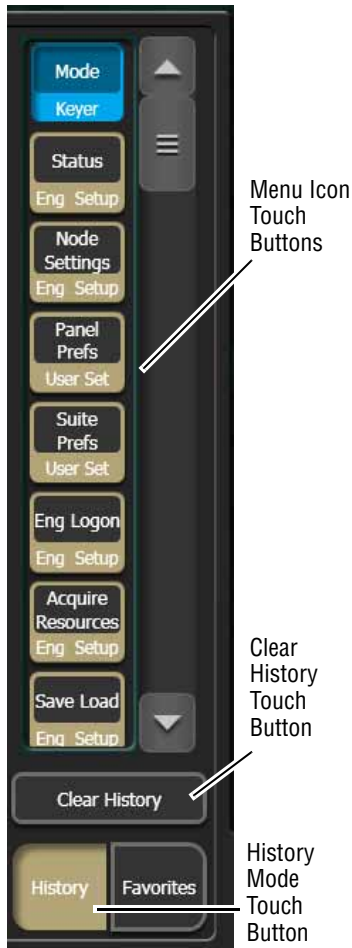 Mode
Keyer
Status
Eng Setup
Node
Settings
Eng Setup
Panel
Prefs
User Set
Suite
Prefs
User Set
Eng Logon
Eng Setup
Acquire
Resources
Eng Setup
Save Load
Eng Setup
Clear History
History
Favorites
Menu Icon
Touch
Buttons
Clear
History
Touch
Button
History
Mode
Touch
Button